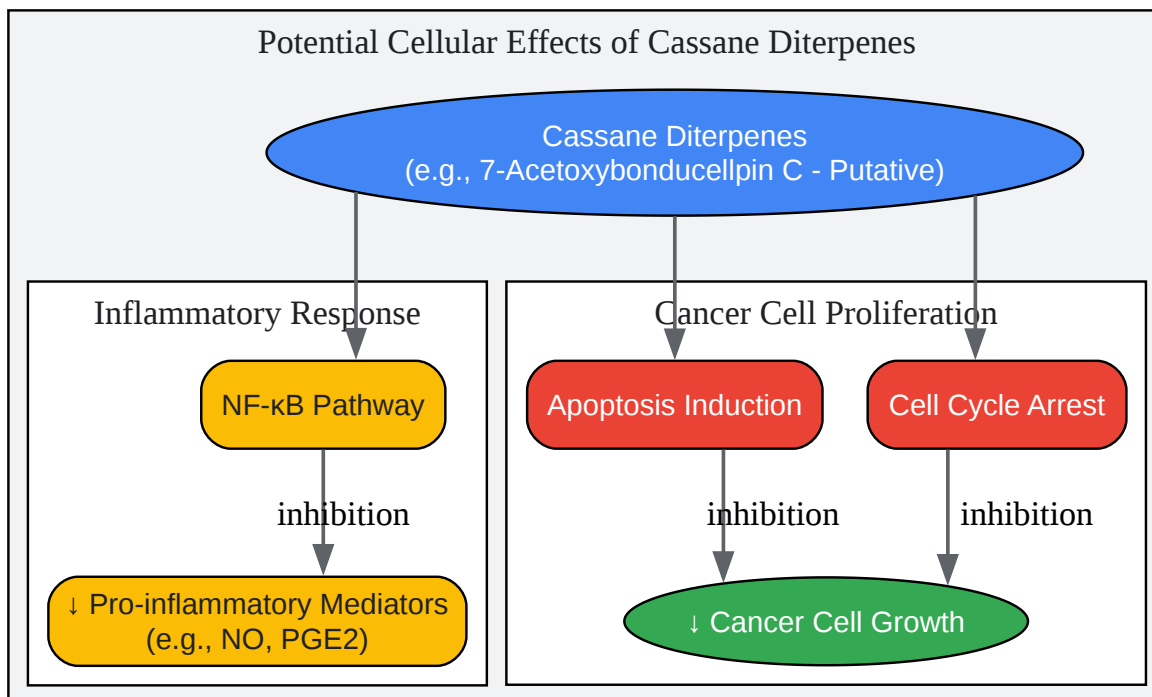 Potential Cellular Effects of Cassane Diterpenes
Cassane Diterpenes
(e.g., 7-Acetoxybonducellpin C - Putative)
Inflammatory Response
Cancer Cell Proliferation
NF-κB Pathway
Apoptosis Induction
Cell Cycle Arrest
inhibition
inhibition
inhibition
↓ Pro-inflammatory Mediators
(e.g., NO, PGE2)
↓ Cancer Cell Growth